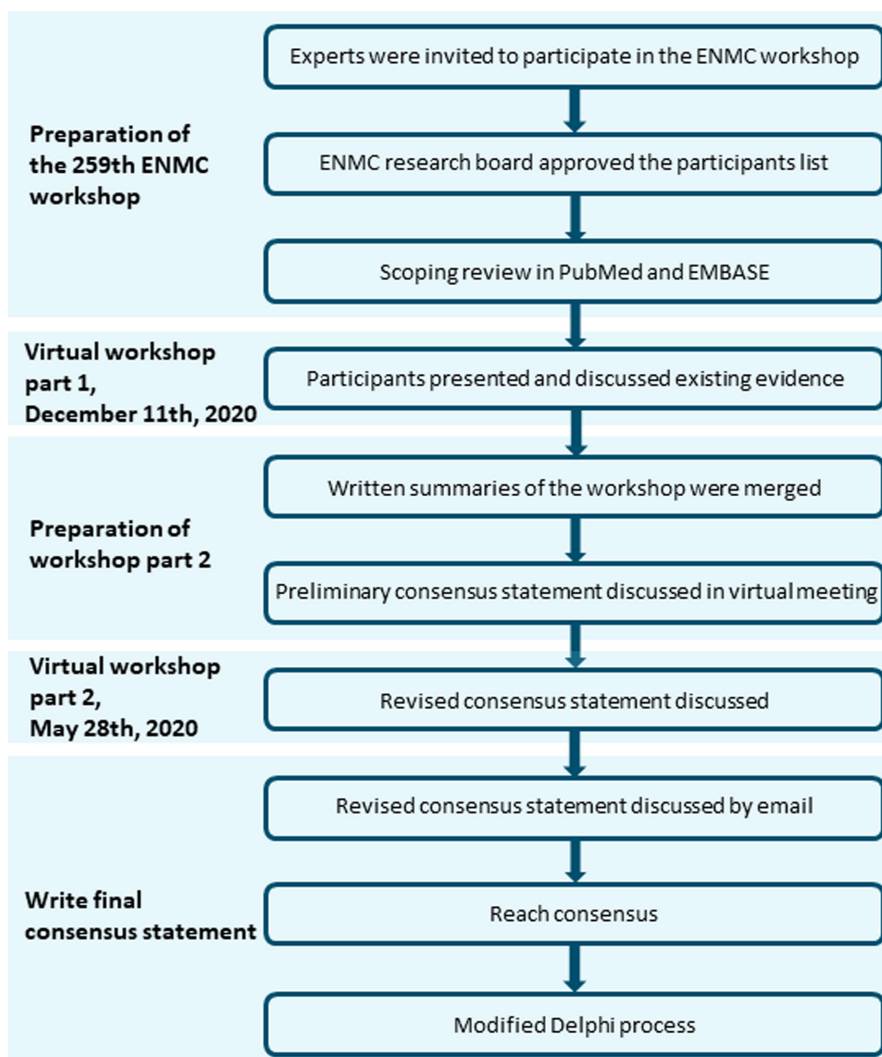 Experts were invited to participate in the ENMC workshop
Preparation of
the 259th ENMC
workshop
ENMC research board approved the participants list
Scoping review in PubMed and EMBASE
Virtual workshop
part 1,
December 11th, 2020
Participants presented and discussed existing evidence
Written summaries of the workshop were merged
Preparation of
workshop part 2
Preliminary consensus statement discussed in virtual meeting
Virtual workshop
part 2,
May 28th, 2020
Revised consensus statement discussed
Revised consensus statement discussed by email
Write final
consensus statement
Reach consensus
Modified Delphi process